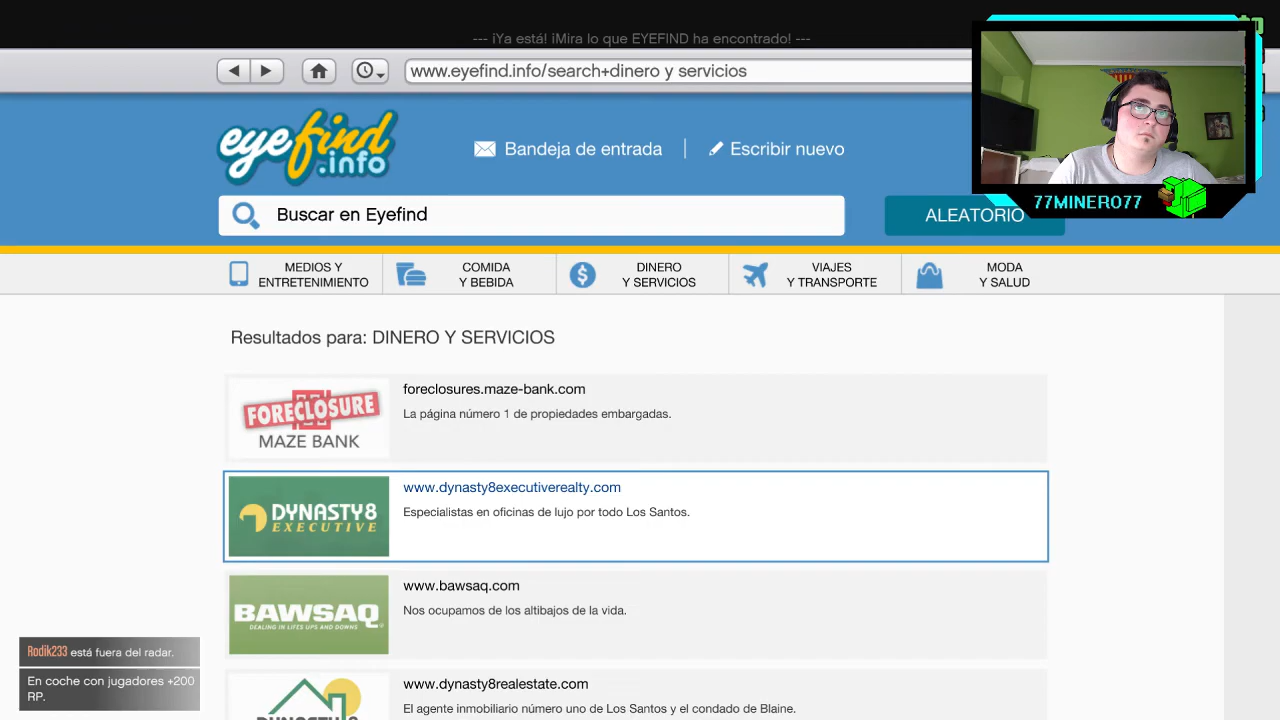 --- ¡Ya está! ¡Mira lo que EYEFIND ha encontrado! ---
www.eyefind.info/search+dinero y servicios
eyefind
.info
Bandeja de entrada
Escribir nuevo
Buscar en Eyefind
ALEATORIO
77MINERO77
MEDIOS Y
ENTRETENIMIENTO
COMIDA
Y BEBIDA
DINERO
Y SERVICIOS
VIAJES
Y TRANSPORTE
MODA
Y SALUD
Resultados para: DINERO Y SERVICIOS
FORECLOSURE
MAZE BANK
foreclosures.maze-bank.com
La página número 1 de propiedades embargadas.
DYNASTY8
EXECUTIVE
www.dynasty8executiverealty.com
Especialistas en oficinas de lujo por todo Los Santos.
BAWSAQ
DEALING IN LIFES UPS AND DOWNS
www.bawsaq.com
Nos ocupamos de los altibajos de la vida.
DYNASTY 8
www.dynasty8realestate.com
El agente inmobiliario número uno de Los Santos y el condado de Blaine.
Rodik233 está fuera del radar.
En coche con jugadores +200
RP.